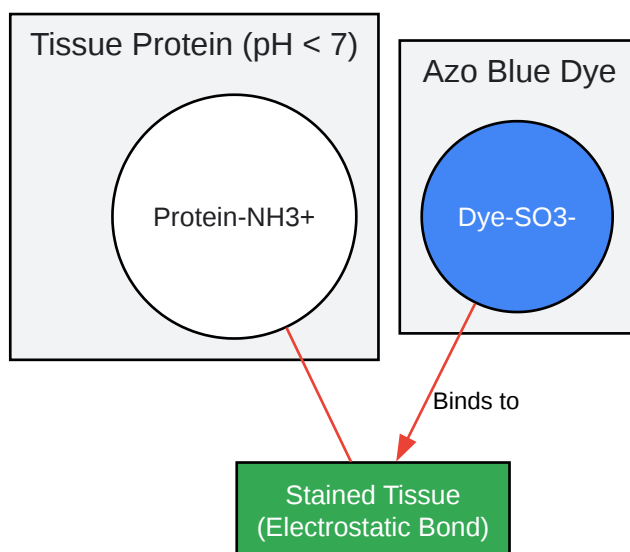 Tissue Protein (pH < 7)
Azo Blue Dye
Protein-NH3+
Dye-SO3-
Binds to
Stained Tissue
(Electrostatic Bond)